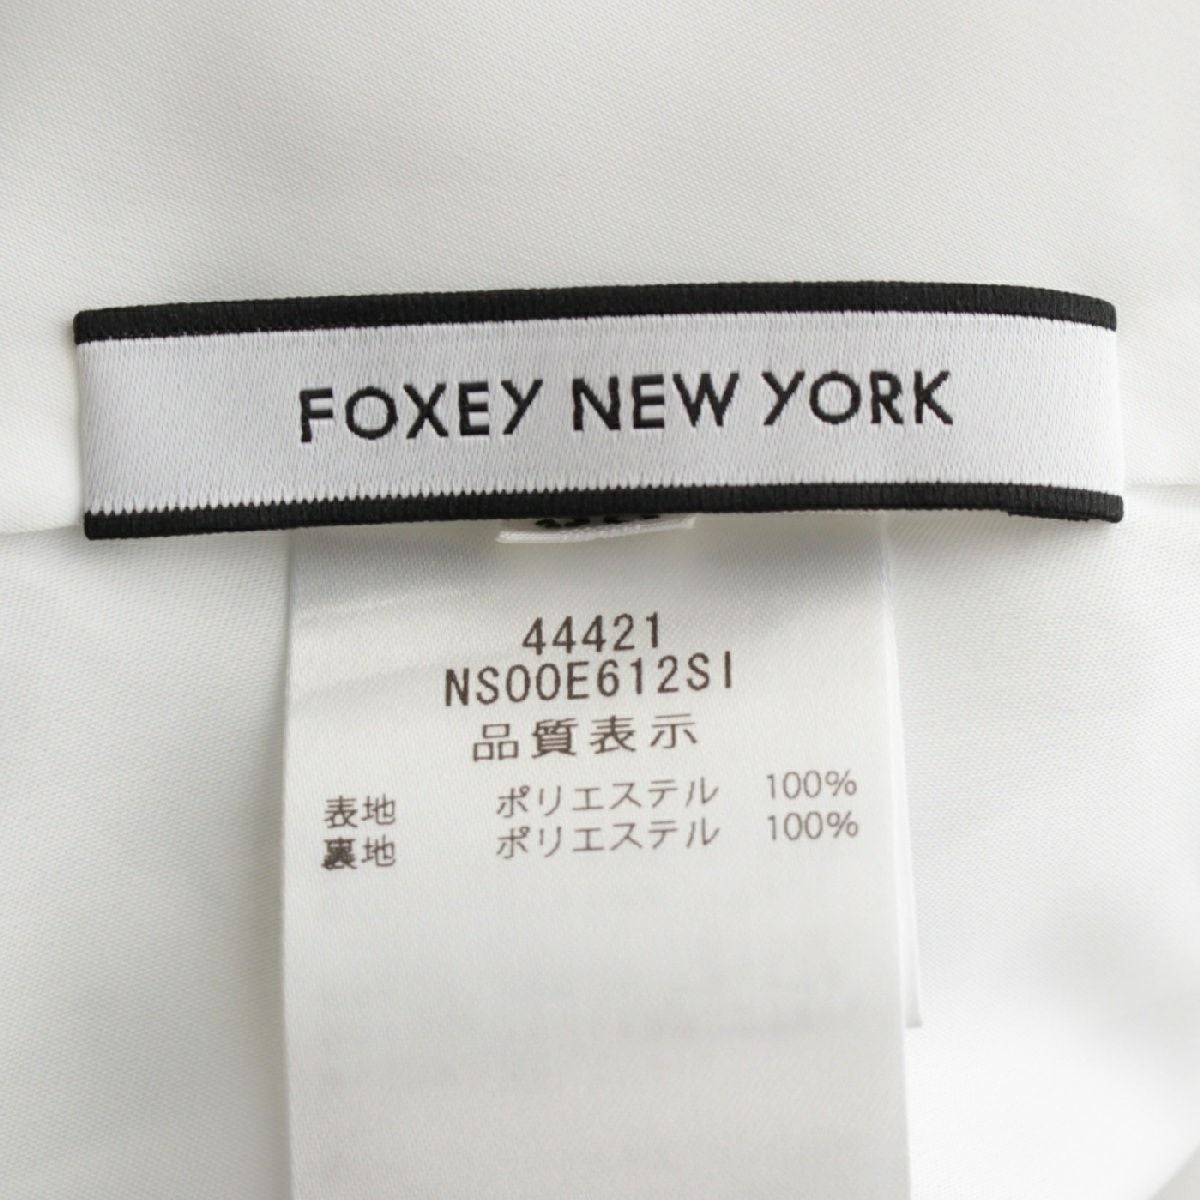 FOXEY NEW YORK
44421
NS00E612SI
品質表示
表地 ポリエステル 100%
裏地 ポリエステル 100%